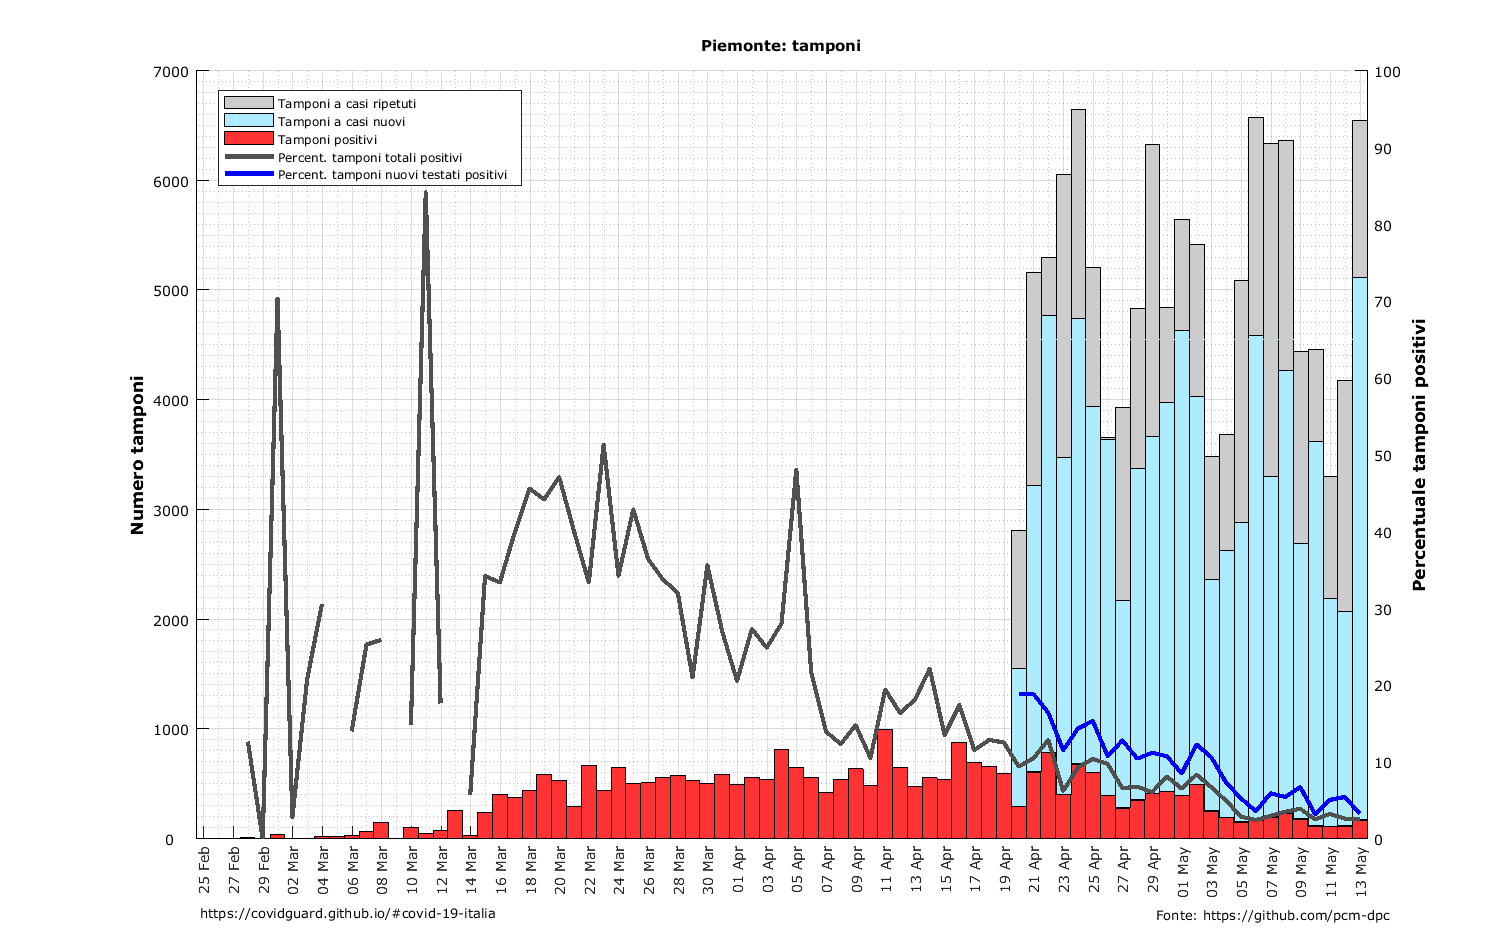 Piemonte: tamponi
7000
6000
5000
4000
3000
2000
1000
0
Numero tamponi
Tamponi a casi ripetuti
Tamponi a casi nuovi
Tamponi positivi
Percent. tamponi totali positivi
Percent. tamponi nuovi testati positivi
100
90
80
70
60
50
40
30
20
10
0
Percentuale tamponi positivi
25 Feb
27 Feb
29 Feb
02 Mar
04 Mar
06 Mar
08 Mar
10 Mar
12 Mar
14 Mar
16 Mar
18 Mar
20 Mar
22 Mar
24 Mar
26 Mar
28 Mar
30 Mar
01 Apr
03 Apr
05 Apr
07 Apr
09 Apr
11 Apr
13 Apr
15 Apr
17 Apr
19 Apr
21 Apr
23 Apr
25 Apr
27 Apr
29 Apr
01 May
03 May
05 May
07 May
09 May
11 May
13 May
https://covidguard.github.io/#covid-19-italia
Fonte: https://github.com/pcm-dpc